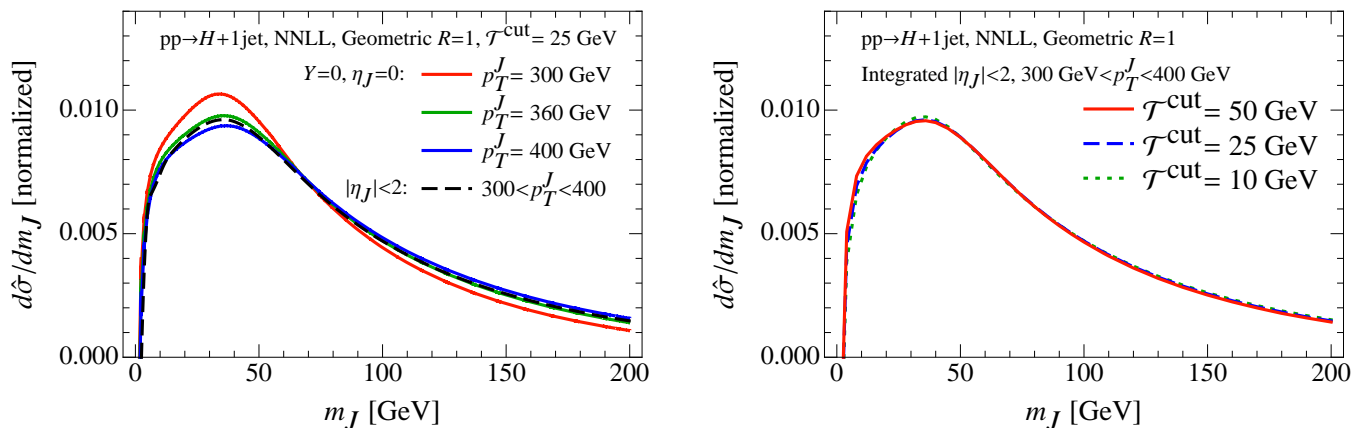 pp→H+1jet, NNLL, Geometric R=1, 𝒯^cut= 25 GeV
Y=0, η_J=0:
p_T^J= 300 GeV
p_T^J= 360 GeV
p_T^J= 400 GeV
|η_J|<2:
300<p_T^J<400
0.010
0.005
0.000
dσ̂/dm_J [normalized]
0
50
100
150
200
m_J [GeV]
pp→H+1jet, NNLL, Geometric R=1
Integrated |η_J|<2, 300 GeV<p_T^J<400 GeV
𝒯^cut= 50 GeV
𝒯^cut= 25 GeV
𝒯^cut= 10 GeV
0.010
0.005
0.000
dσ̂/dm_J [normalized]
0
50
100
150
200
m_J [GeV]